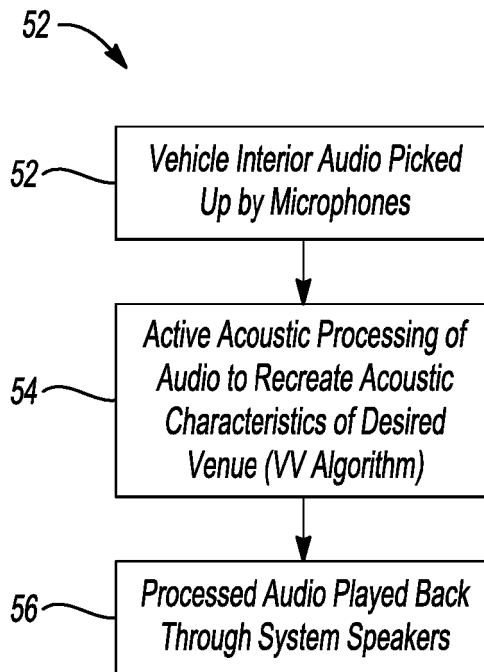 52
52
Vehicle Interior Audio Picked
Up by Microphones
54
Active Acoustic Processing of
Audio to Recreate Acoustic
Characteristics of Desired
Venue (VV Algorithm)
56
Processed Audio Played Back
Through System Speakers